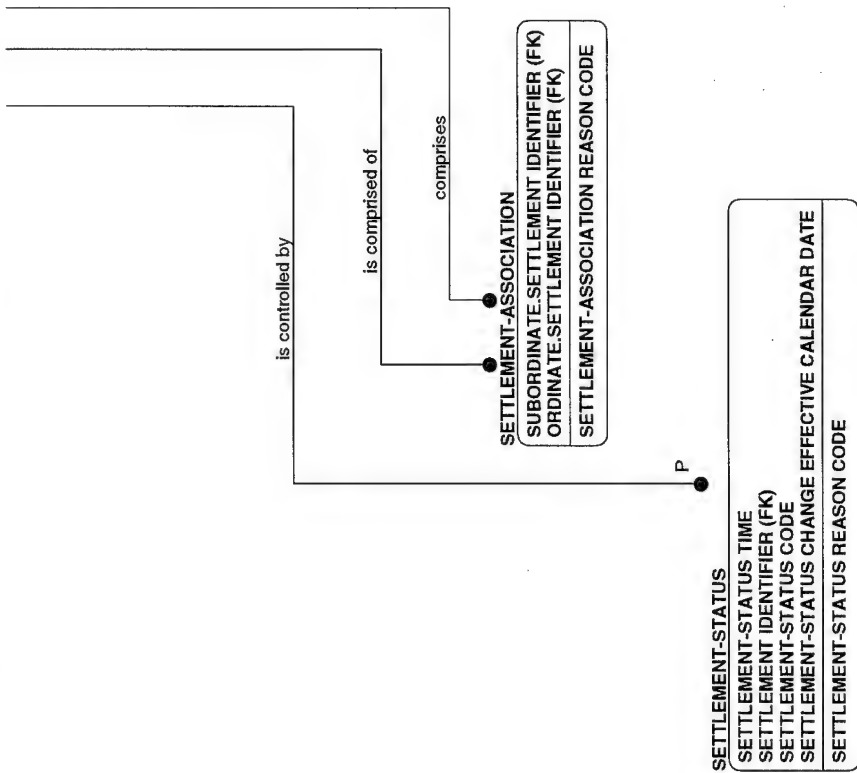 is controlled by
is comprised of
comprises
SETTLEMENT-ASSOCIATION
SUBORDINATE.SETTLEMENT IDENTIFIER (FK)
ORDINATE.SETTLEMENT IDENTIFIER (FK)
SETTLEMENT-ASSOCIATION REASON CODE
P
SETTLEMENT-STATUS
SETTLEMENT-STATUS TIME
SETTLEMENT IDENTIFIER (FK)
SETTLEMENT-STATUS CODE
SETTLEMENT-STATUS CHANGE EFFECTIVE CALENDAR DATE
SETTLEMENT-STATUS REASON CODE